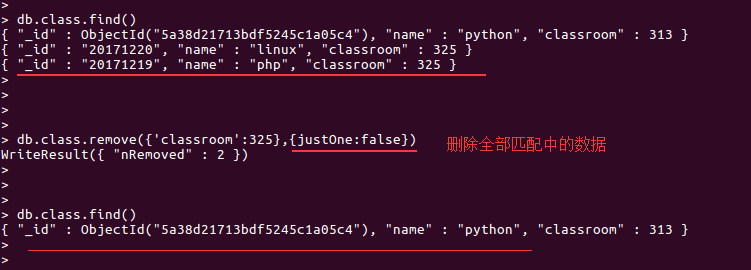 >
> db.class.find()
{ "_id" : ObjectId("5a38d21713bdf5245c1a05c4"), "name" : "python", "classroom" : 313 }
{ "_id" : "20171220", "name" : "linux", "classroom" : 325 }
{ "_id" : "20171219", "name" : "php", "classroom" : 325 }
>
>
>
> db.class.remove({'classroom':325},{justOne:false}) 删除全部匹配中的数据
WriteResult({ "nRemoved" : 2 })
>
>
>
> db.class.find()
{ "_id" : ObjectId("5a38d21713bdf5245c1a05c4"), "name" : "python", "classroom" : 313 }
>
>